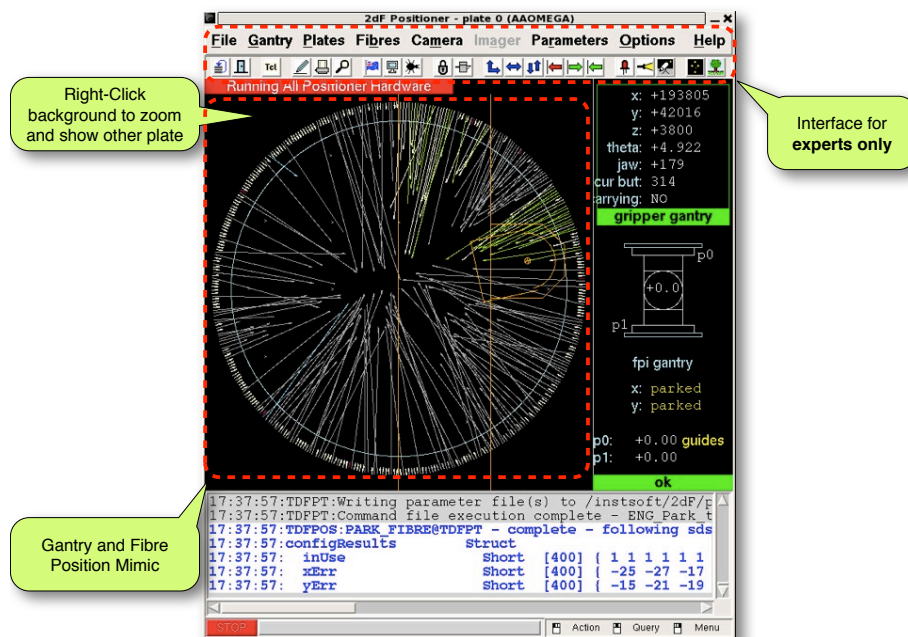 2dF Positioner - plate 0 (AAOMEGA)
File Gantry Plates Fibres Camera Imager Parameters Options Help
Tel
Running All Positioner Hardware
Right-Click
background to zoom
and show other plate
Interface for
experts only
x: +193805
y: +42016
z: +3800
theta: +4.922
jaw: +179
cur but: 314
arrying: NO
gripper gantry
p0
+0.0
p1
fpi gantry
x: parked
y: parked
p0: +0.00 guides
p1: +0.00
ok
Gantry and Fibre
Position Mimic
17:37:57:TDFPT:Writing parameter file(s) to /instsoft/2dF/p
17:37:57:TDFPT:Command file execution complete - ENG_Park_t
17:37:57:TDFPOS:PARK_FIBRE@TDFPT - complete - following sds
17:37:57:configResults Struct
17:37:57: inUse Short [400] { 1 1 1 1 1 1
17:37:57: xErr Short [400] { -25 -27 -17
17:37:57: yErr Short [400] { -15 -21 -19
STOP
Action Query Menu